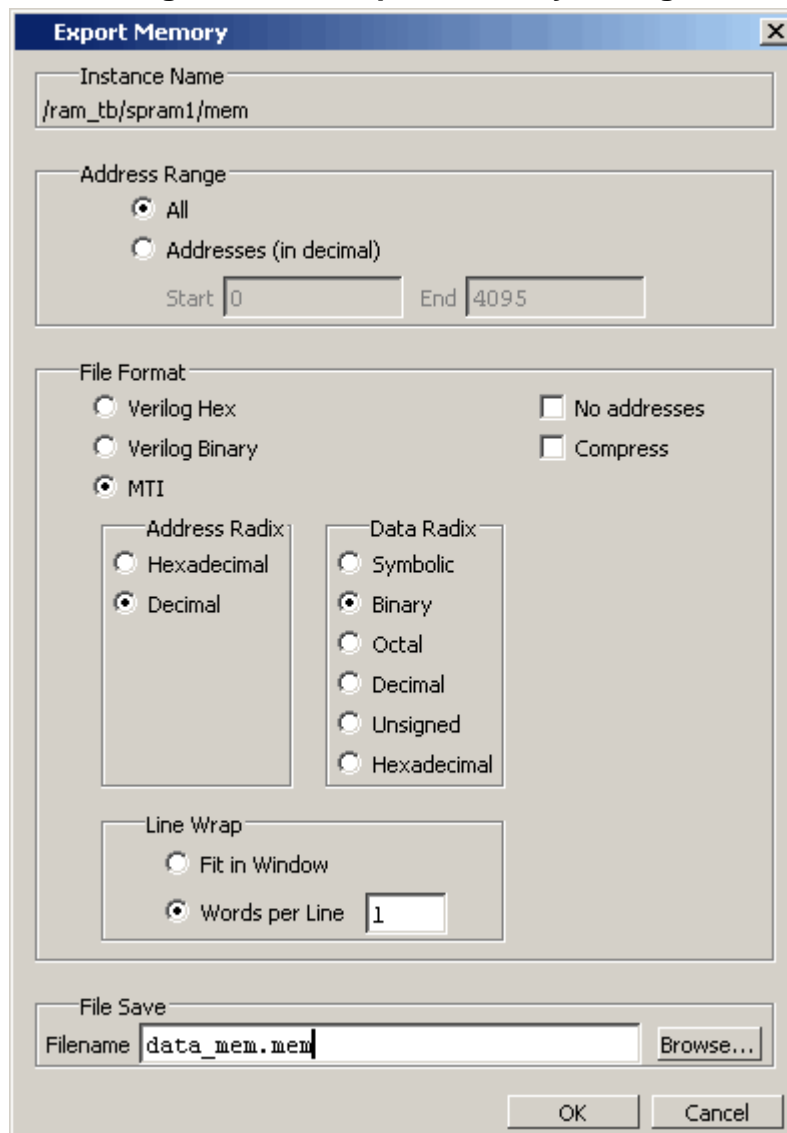 Export Memory
Instance Name
/ram_tb/spram1/mem
Address Range
All
Addresses (in decimal)
Start 0 End 4095
File Format
Verilog Hex No addresses
Verilog Binary Compress
MTI
Address Radix Data Radix
Hexadecimal Symbolic
Decimal Binary
Octal
Decimal
Unsigned
Hexadecimal
Line Wrap
Fit in Window
Words per Line 1
File Save
Filename data_mem.mem Browse...
OK Cancel